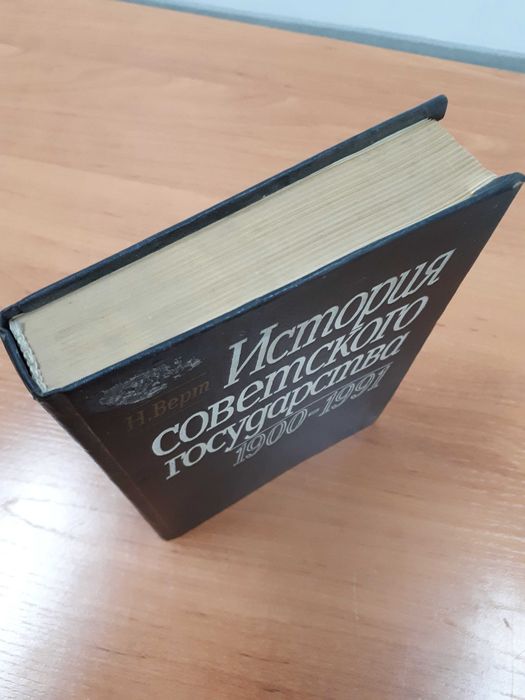 Н. Верт
История
советского
государства
1900-1991